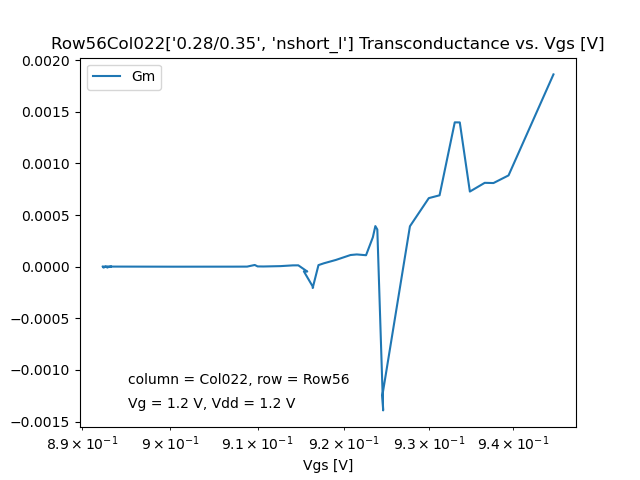 Row56Col022['0.28/0.35', 'nshort_l'] Transconductance vs. Vgs [V]
Gm
0.0020
0.0015
0.0010
0.0005
0.0000
−0.0005
−0.0010
−0.0015
column = Col022, row = Row56
Vg = 1.2 V, Vdd = 1.2 V
8.9 × 10⁻¹ 9 × 10⁻¹ 9.1 × 10⁻¹ 9.2 × 10⁻¹ 9.3 × 10⁻¹ 9.4 × 10⁻¹
Vgs [V]